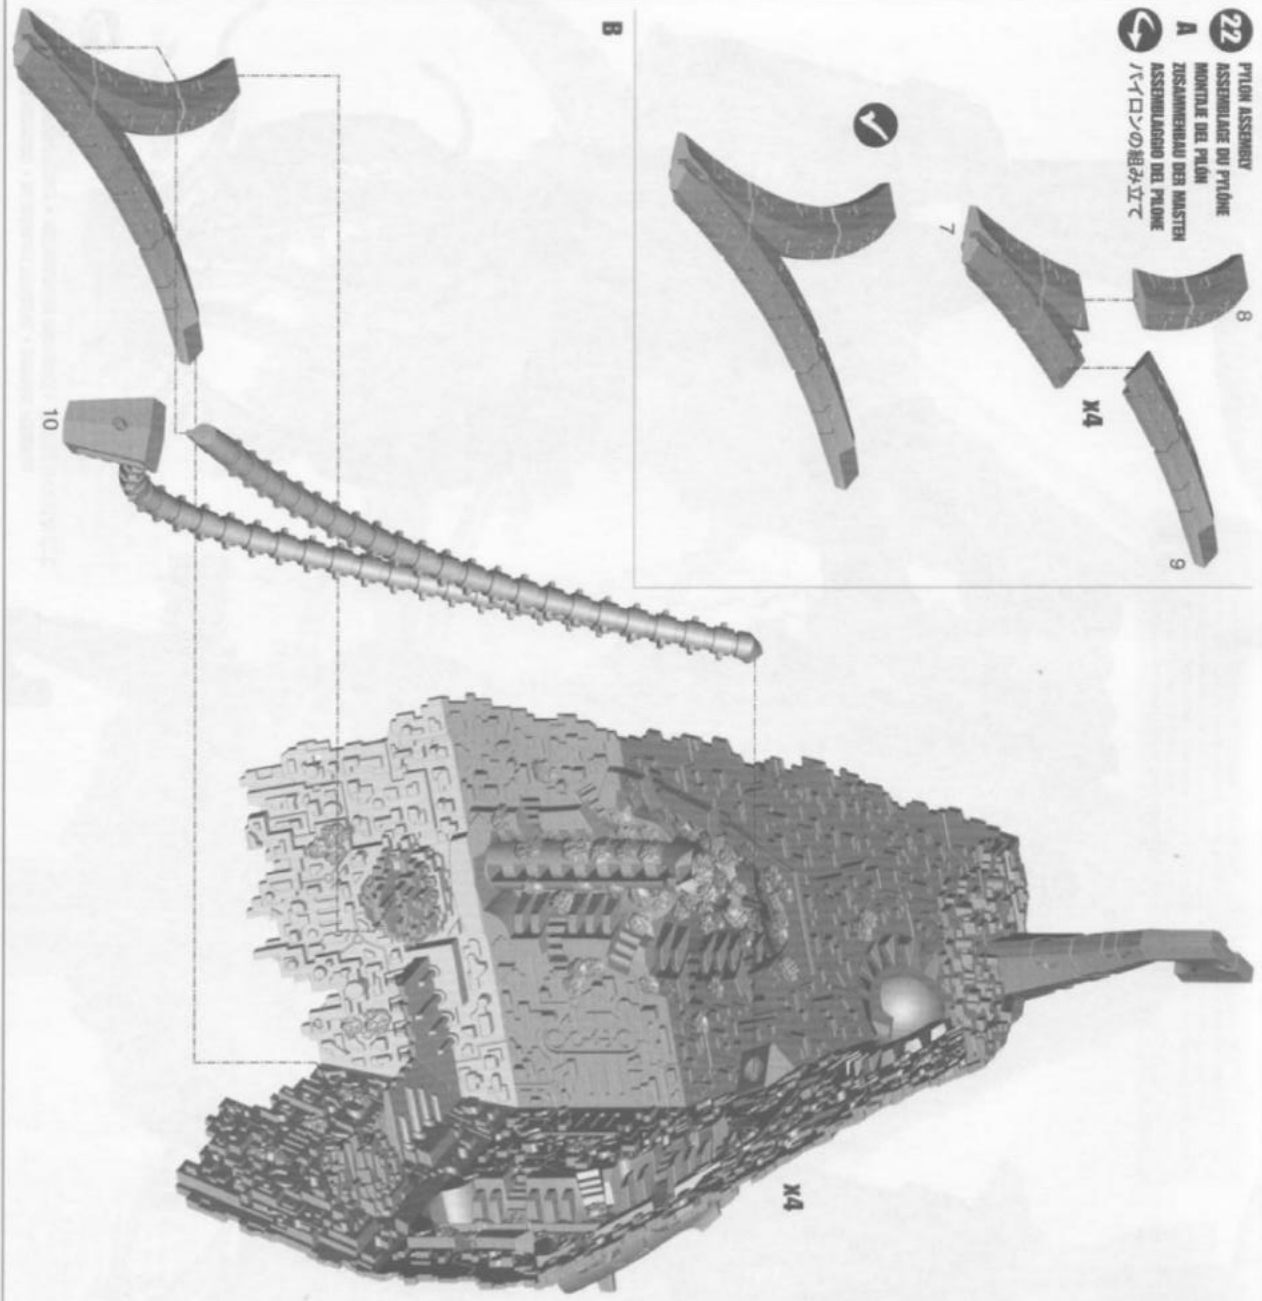 22
PYLON ASSEMBLY
ASSEMBLAGE DU PYLÔNE
MONTAJE DEL PILÓN
ZUSAMMENBAU DER MASTEN
ASSEMBLAGGIO DEL PILONE
パイロンの組み立て
A
8
7
X4
9
B
10
X4